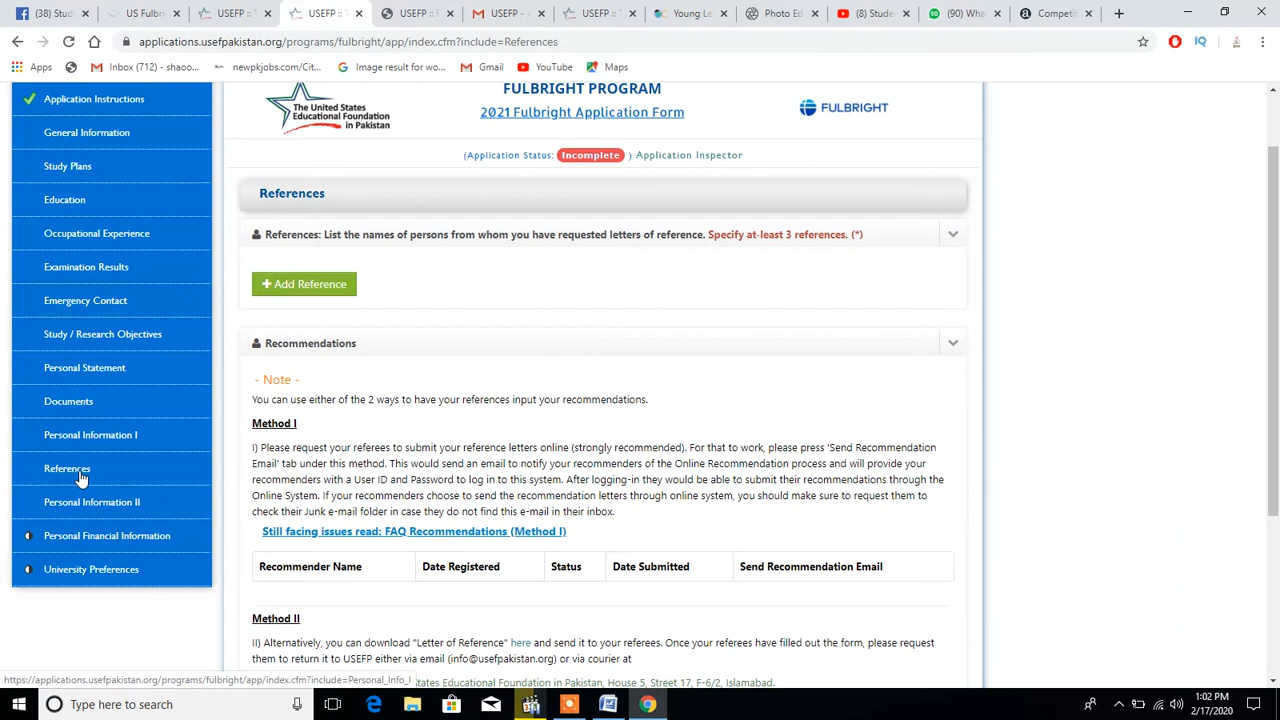 (8) Stude
US Fulbri
USEFP :: T
USEFP :: T
USEFP :: F
USEFP - A
USEFP :: T
Young Le
Photo Ed
(8) Stude
(90) Wha
Competit
applications.usefpakistan.org/programs/fulbright/app/index.cfm?include=References
Apps
Inbox (712) - shaoo...
newpkjobs.com/Cit...
Image result for wo...
Gmail
YouTube
Maps
Application Instructions
General Information
Study Plans
Education
Occupational Experience
Examination Results
Emergency Contact
Study / Research Objectives
Personal Statement
Documents
Personal Information I
References
Personal Information II
Personal Financial Information
University Preferences
The United States
Educational Foundation
in Pakistan
FULBRIGHT PROGRAM
2021 Fulbright Application Form
FULBRIGHT
(Application Status: Incomplete ) Application Inspector
References
References: List the names of persons from whom you have requested letters of reference. Specify at-least 3 references. (*)
+ Add Reference
Recommendations
- Note -
You can use either of the 2 ways to have your references input your recommendations.
Method I
I) Please request your referees to submit your reference letters online (strongly recommended). For that to work, please press 'Send Recommendation
Email' tab under this method. This would send an email to notify your recommenders of the Online Recommendation process and will provide your
recommenders with a User ID and Password to log in to this system. After logging-in they would be able to submit their recommendations through the
Online System. If your recommenders choose to send the recommendation letters through online system, you should make sure to request them to
check their Junk e-mail folder in case they do not find this e-mail in their inbox.
Still facing issues read: FAQ Recommendations (Method I)
Recommender Name Date Registered Status Date Submitted Send Recommendation Email
Method II
II) Alternatively, you can download "Letter of Reference" here and send it to your referees. Once your referees have filled out the form, please request
them to return it to USEFP either via email (info@usefpakistan.org) or via courier at
tates Educational Foundation in Pakistan, House 5, Street 17, F-6/2, Islamabad.
https://applications.usefpakistan.org/programs/fulbright/app/index.cfm?include=Personal_Info_I
Type here to search
1:02 PM
2/17/2020